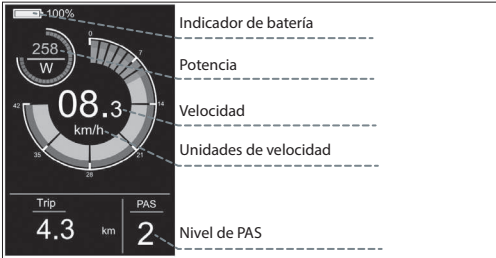 100%
Indicador de batería
258
W
Potencia
0
7
14
21
28
35
42
08.3
km/h
Velocidad
Unidades de velocidad
Trip
4.3 km
PAS
2
Nivel de PAS